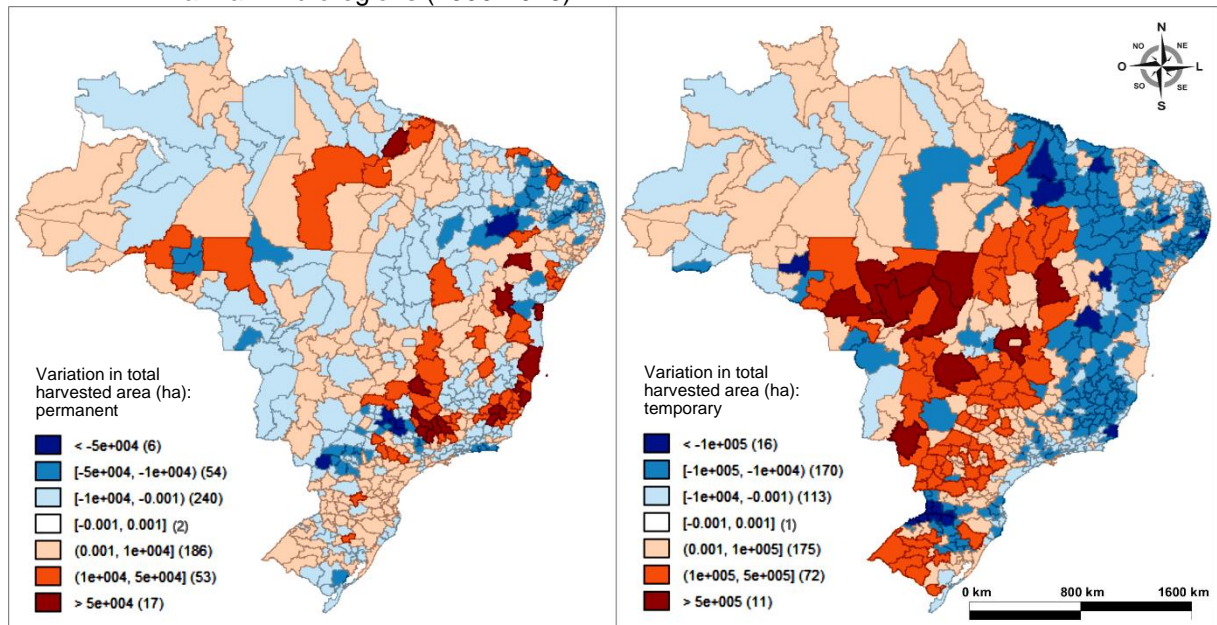 Variation in total
harvested area (ha):
permanent
< -5e+004 (6)
[-5e+004, -1e+004) (54)
[-1e+004, -0.001) (240)
[-0.001, 0.001] (2)
(0.001, 1e+004] (186)
(1e+004, 5e+004] (53)
> 5e+004 (17)
N
NO
NE
O
L
SO
SE
S
Variation in total
harvested area (ha):
temporary
< -1e+005 (16)
[-1e+005, -1e+004) (170)
[-1e+004, -0.001) (113)
[-0.001, 0.001] (1)
(0.001, 1e+005] (175)
(1e+005, 5e+005] (72)
> 5e+005 (11)
0 km 800 km 1600 km